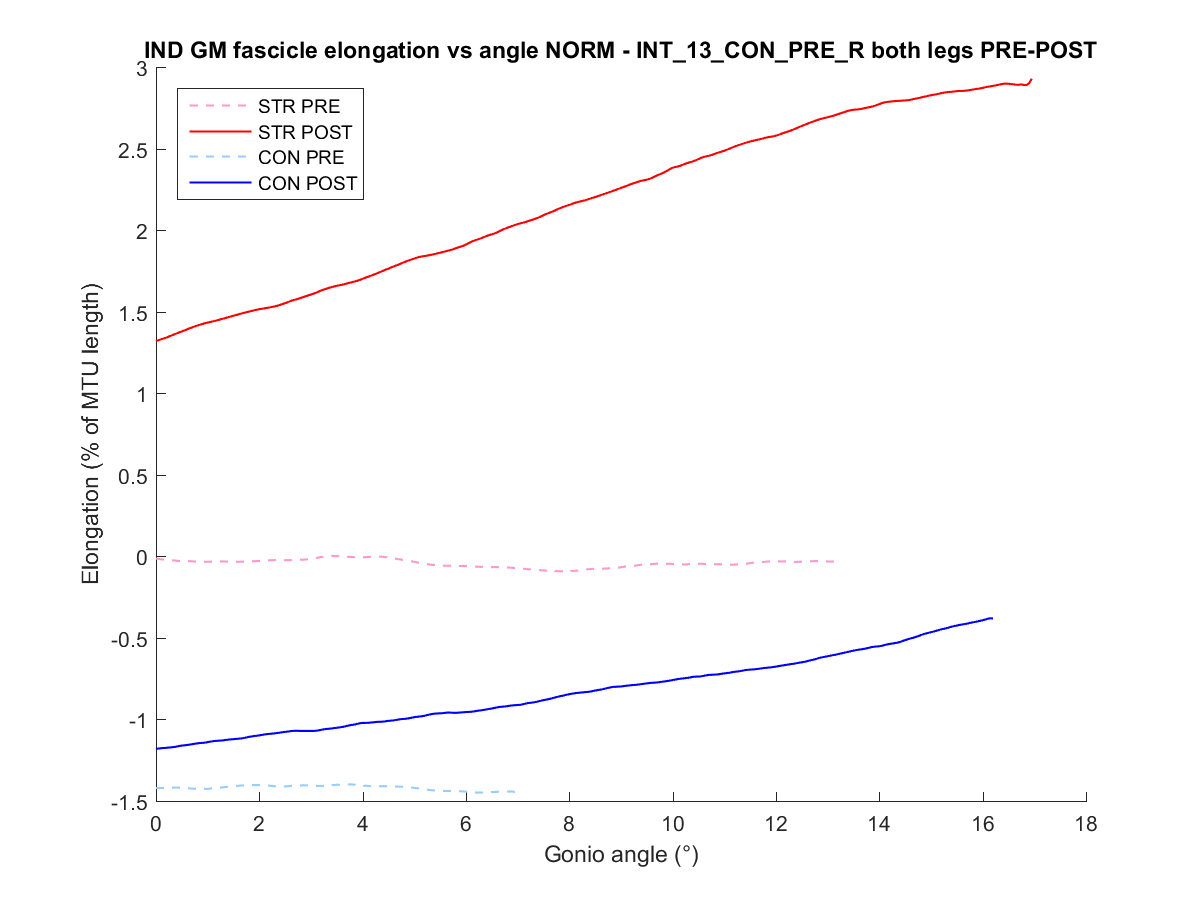 IND GM fascicle elongation vs angle NORM - INT_13_CON_PRE_R both legs PRE-POST
3
2.5
2
1.5
1
0.5
0
-0.5
-1
-1.5
STR PRE
STR POST
CON PRE
CON POST
Elongation (% of MTU length)
0 2 4 6 8 10 12 14 16 18
Gonio angle (°)